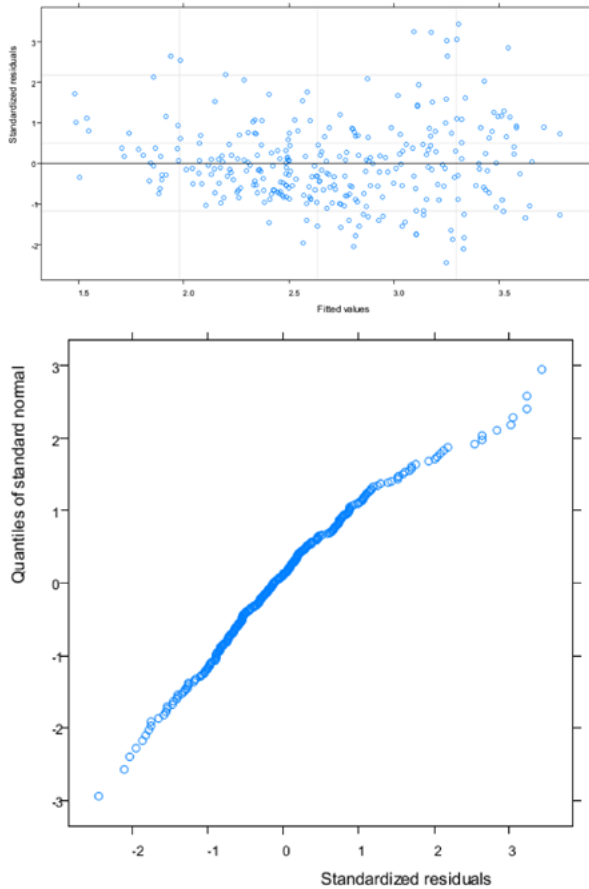 Standardized residuals
3
2
1
0
-1
-2
1.5 2.0 2.5 3.0 3.5
Fitted values
Quantiles of standard normal
3
2
1
0
-1
-2
-3
-2 -1 0 1 2 3
Standardized residuals